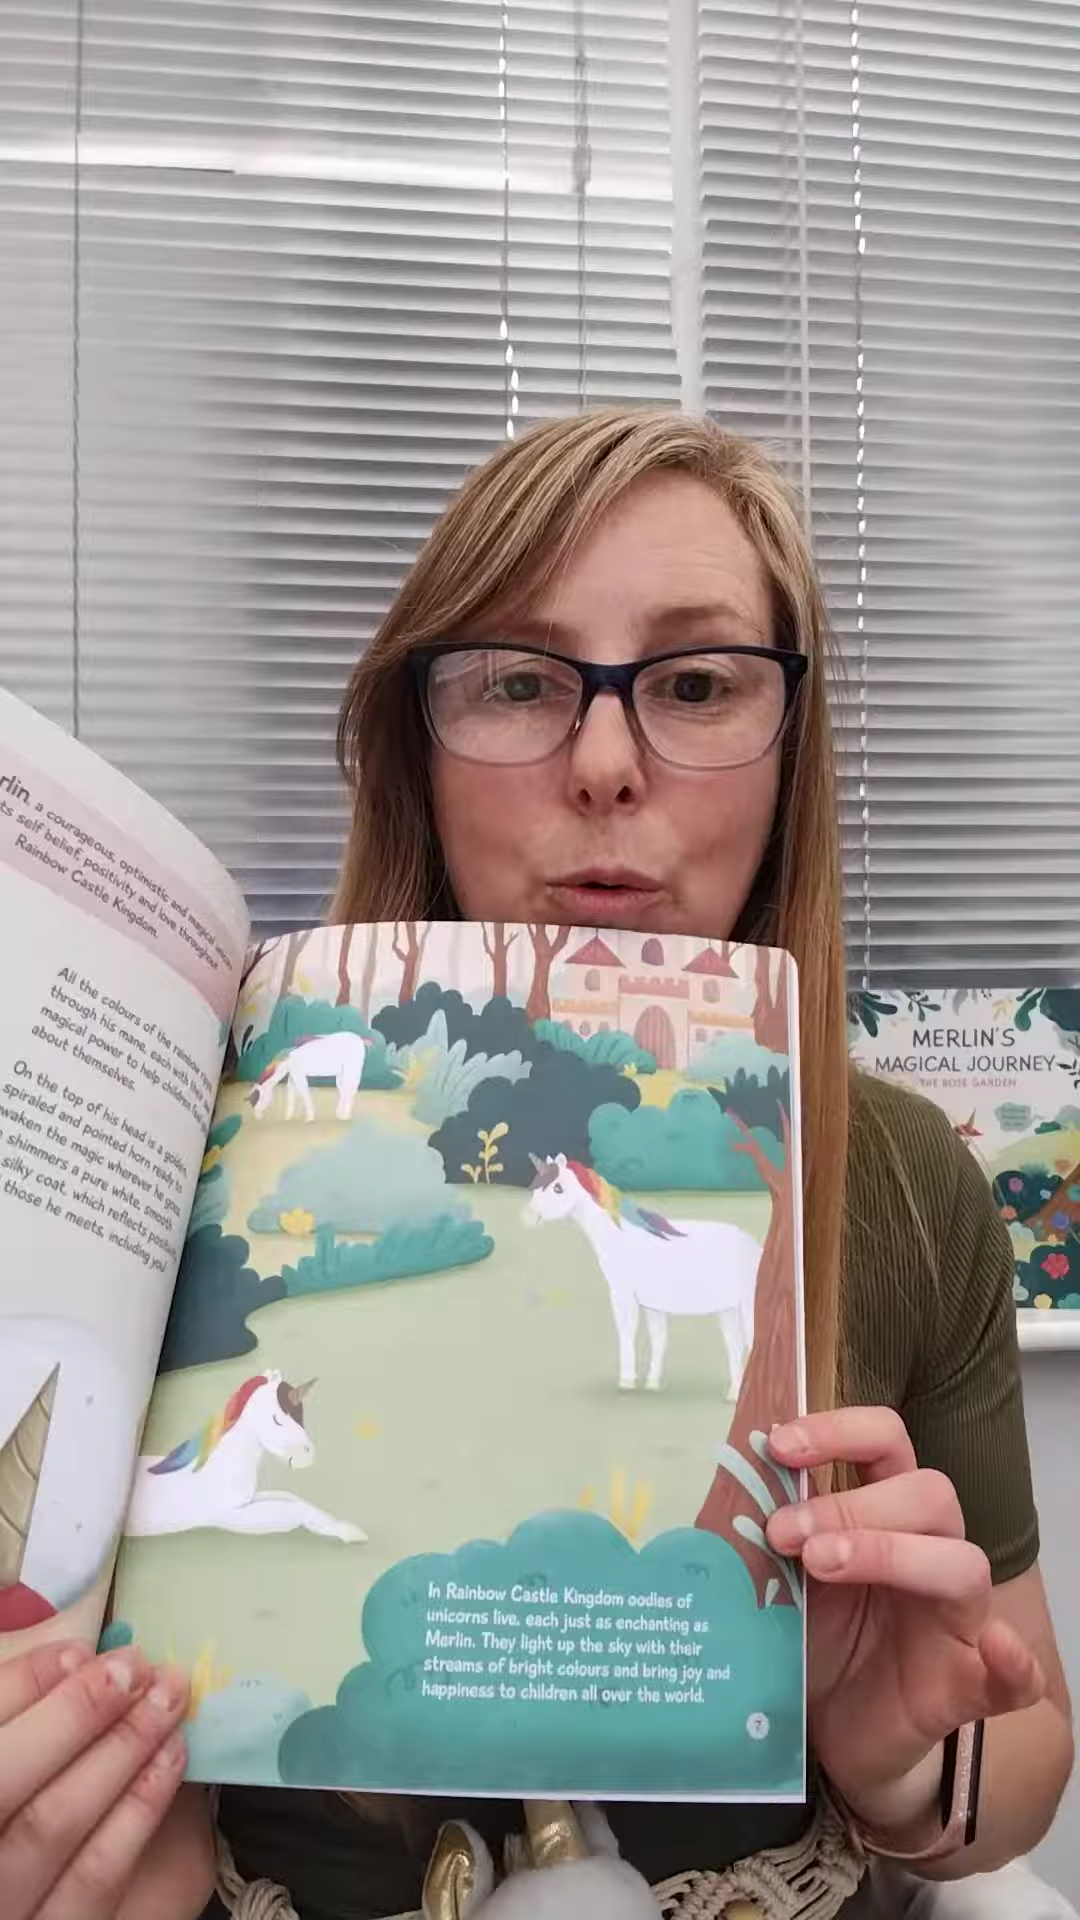 rlin, a courageous, optimistic and magical
ts self belief, positivity and love throughout
Rainbow Castle Kingdom.
All the colours of the rainbow
through his mane, each with their
magical power to help children feel
about themselves.
On the top of his head is a golden,
spiraled and pointed horn ready to
waken the magic wherever he goes.
shimmers a pure white, smooth
silky coat, which reflects
those he meets, including you!
In Rainbow Castle Kingdom oodles of
unicorns live, each just as enchanting as
Merlin. They light up the sky with their
streams of bright colours and bring joy and
happiness to children all over the world.
7
MERLIN'S
MAGICAL JOURNEY
THE ROSE GARDEN